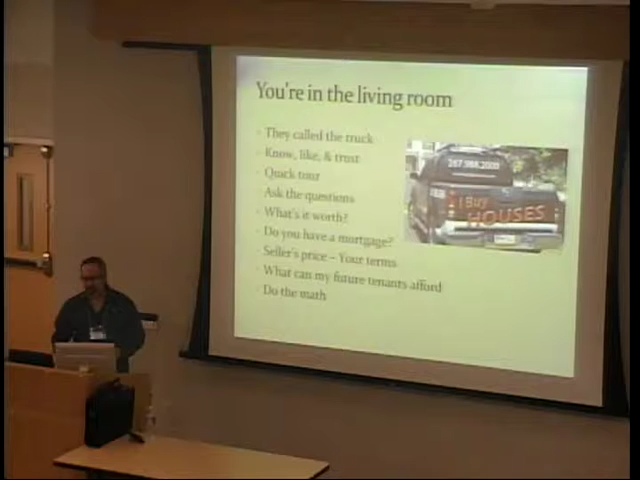 You're in the living room
They called the truck
Know, like, & trust
Quick tour
Ask the questions
What's it worth?
Do you have a mortgage?
Seller's price – Your terms
What can my future tenants afford
Do the math
I Buy
HOUSES